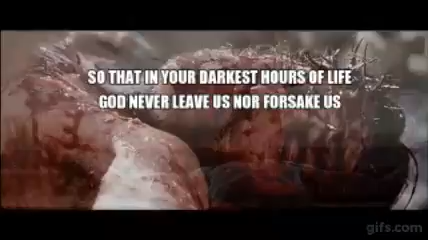 SO THAT IN YOUR DARKEST HOURS OF LIFE
GOD NEVER LEAVE US NOR FORSAKE US
gifs.com